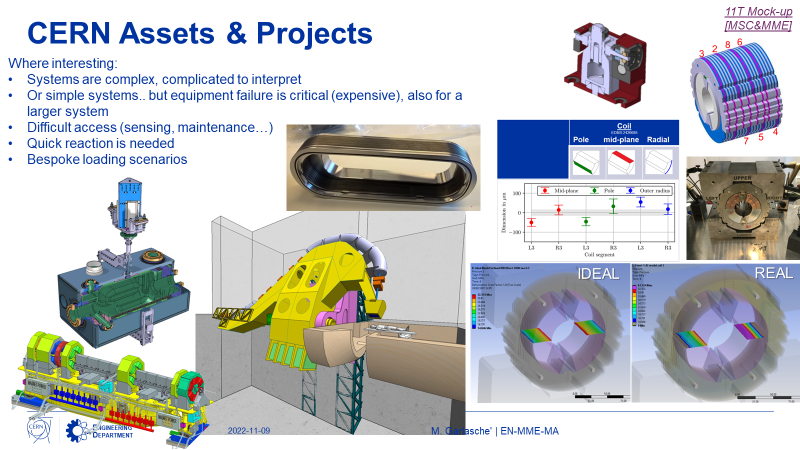 CERN Assets & Projects
11T Mock-up
[MSC&MME]
Where interesting:
• Systems are complex, complicated to interpret
• Or simple systems.. but equipment failure is critical (expensive), also for a
larger system
• Difficult access (sensing, maintenance…)
• Quick reaction is needed
• Bespoke loading scenarios
3 2 8 6
7 5 4
Coil
Pole mid-plane Radial
Mid-plane Pole Outer radius
Dimension in µm
100
0
−100
L3 R3 L3 R3 L3 R3
Coil segment
UPPER
IDEAL
REAL
CERN
ENGINEERING
DEPARTMENT
2022-11-09
| EN-MME-MA